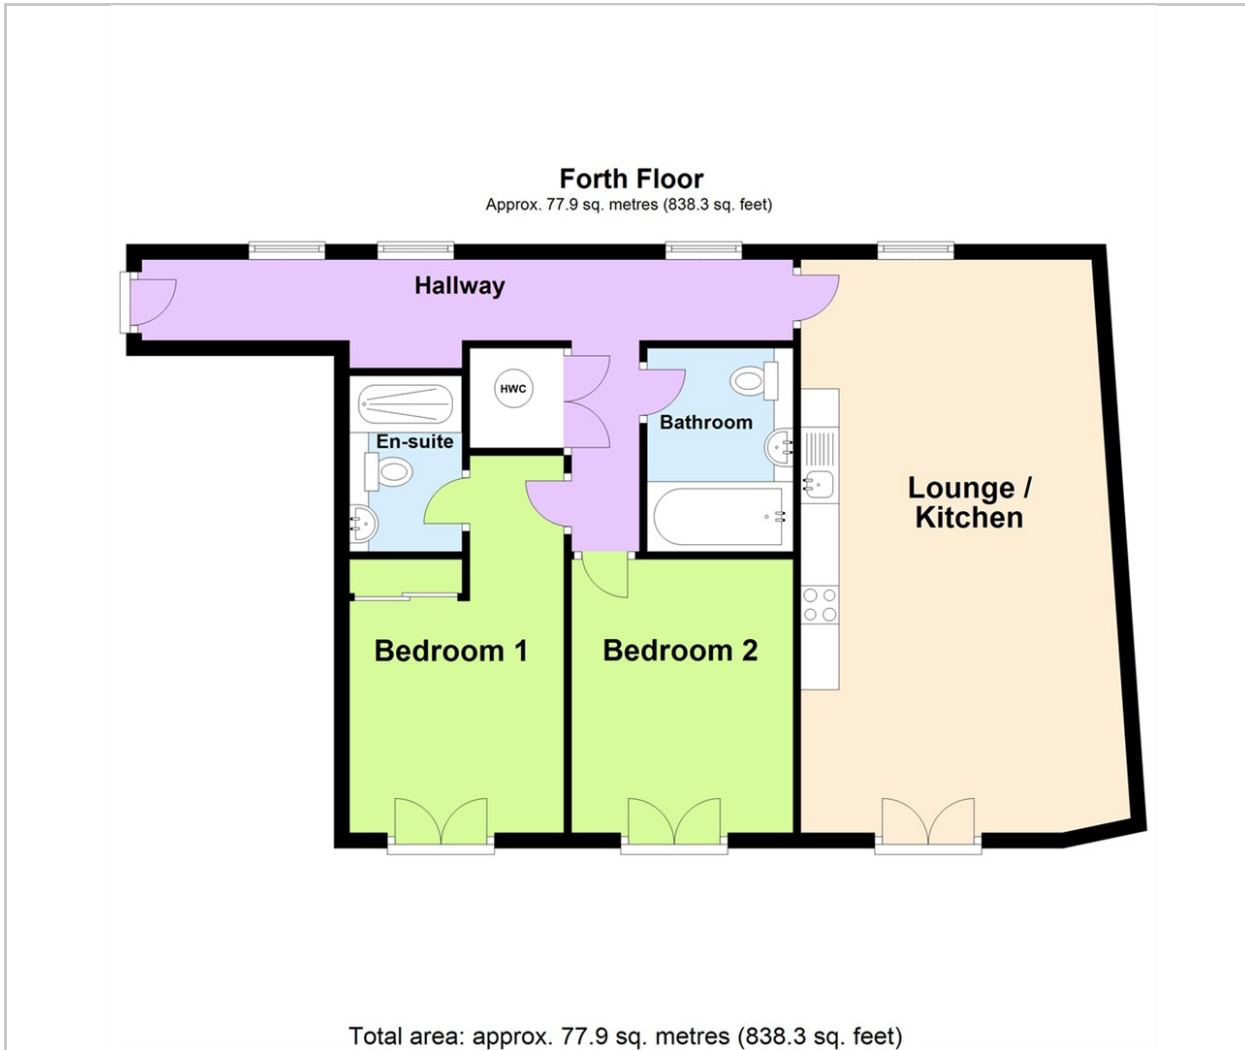 Forth Floor
Approx. 77.9 sq. metres (838.3 sq. feet)
Hallway
HWC
En-suite
Bathroom
Lounge /
Kitchen
Bedroom 1
Bedroom 2
Total area: approx. 77.9 sq. metres (838.3 sq. feet)